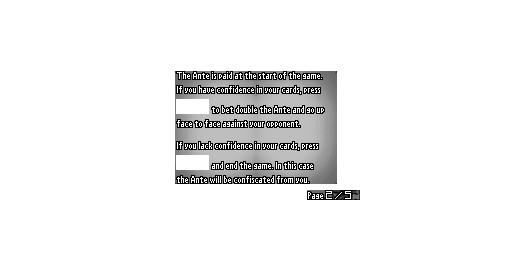 The Ante is paid at the start of the game.
If you have confidence in your cards, press
to bet double the Ante and go up
face to face against your opponent.
If you lack confidence in your cards, press
and end the game. In this case
the Ante will be confiscated from you.
Page 2/5